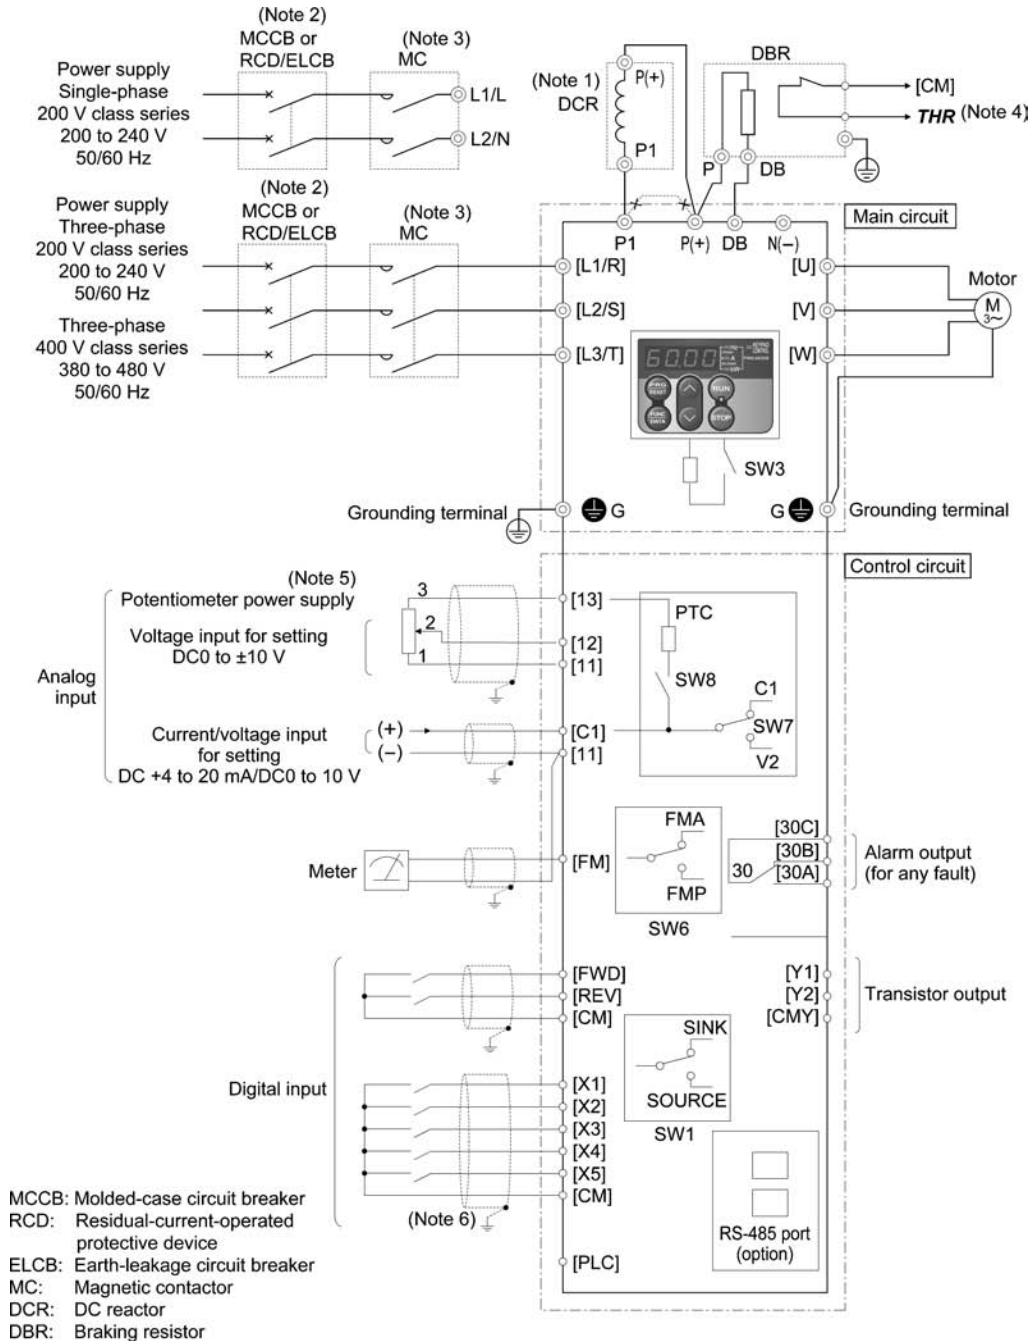 (Note 2)
MCCB or
RCD/ELCB
(Note 3)
MC
Power supply
Single-phase
200 V class series
200 to 240 V
50/60 Hz
L1/L
L2/N
(Note 1)
DCR
P(+)
P1
DBR
[CM]
THR (Note 4)
P
DB
(Note 2)
MCCB or
RCD/ELCB
(Note 3)
MC
Power supply
Three-phase
200 V class series
200 to 240 V
50/60 Hz
Three-phase
400 V class series
380 to 480 V
50/60 Hz
Main circuit
P1
P(+)
DB
N(−)
[L1/R]
[L2/S]
[L3/T]
[U]
[V]
[W]
Motor
M
3~
60.00
PRG
RESET
RUN
FUNC
DATA
STOP
SW3
Grounding terminal
G
G
Grounding terminal
Control circuit
(Note 5)
Potentiometer power supply
Voltage input for setting
DC0 to ±10 V
3
2
1
[13]
[12]
[11]
PTC
SW8
C1
SW7
V2
Analog
input
Current/voltage input
for setting
DC +4 to 20 mA/DC0 to 10 V
(+)
(−)
[C1]
[11]
Meter
[FM]
FMA
FMP
SW6
[30C]
[30B]
[30A]
30
Alarm output
(for any fault)
Digital input
[FWD]
[REV]
[CM]
[Y1]
[Y2]
[CMY]
Transistor output
SINK
SOURCE
SW1
[X1]
[X2]
[X3]
[X4]
[X5]
[CM]
(Note 6)
[PLC]
RS-485 port
(option)
MCCB: Molded-case circuit breaker
RCD: Residual-current-operated
protective device
ELCB: Earth-leakage circuit breaker
MC: Magnetic contactor
DCR: DC reactor
DBR: Braking resistor